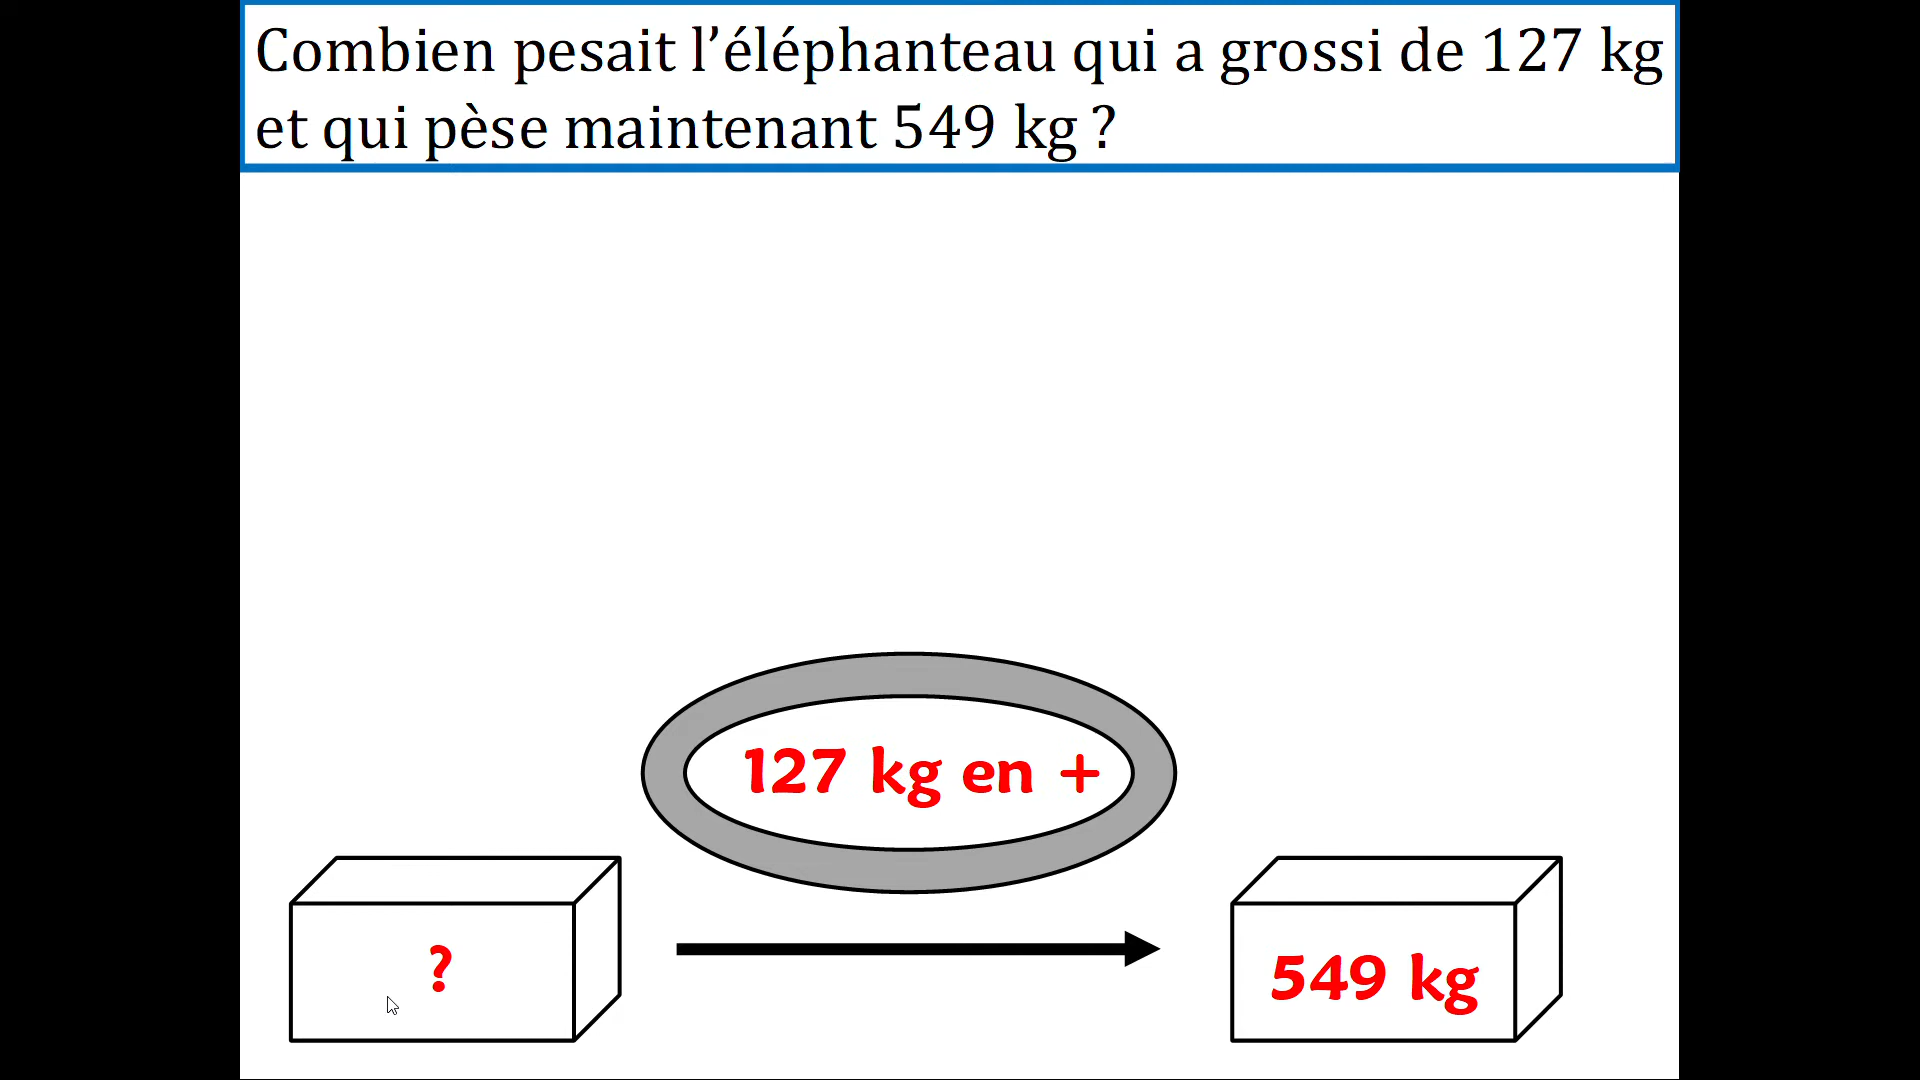 Combien pesait l’éléphanteau qui a grossi de 127 kg
et qui pèse maintenant 549 kg ?
127 kg en +
?
549 kg